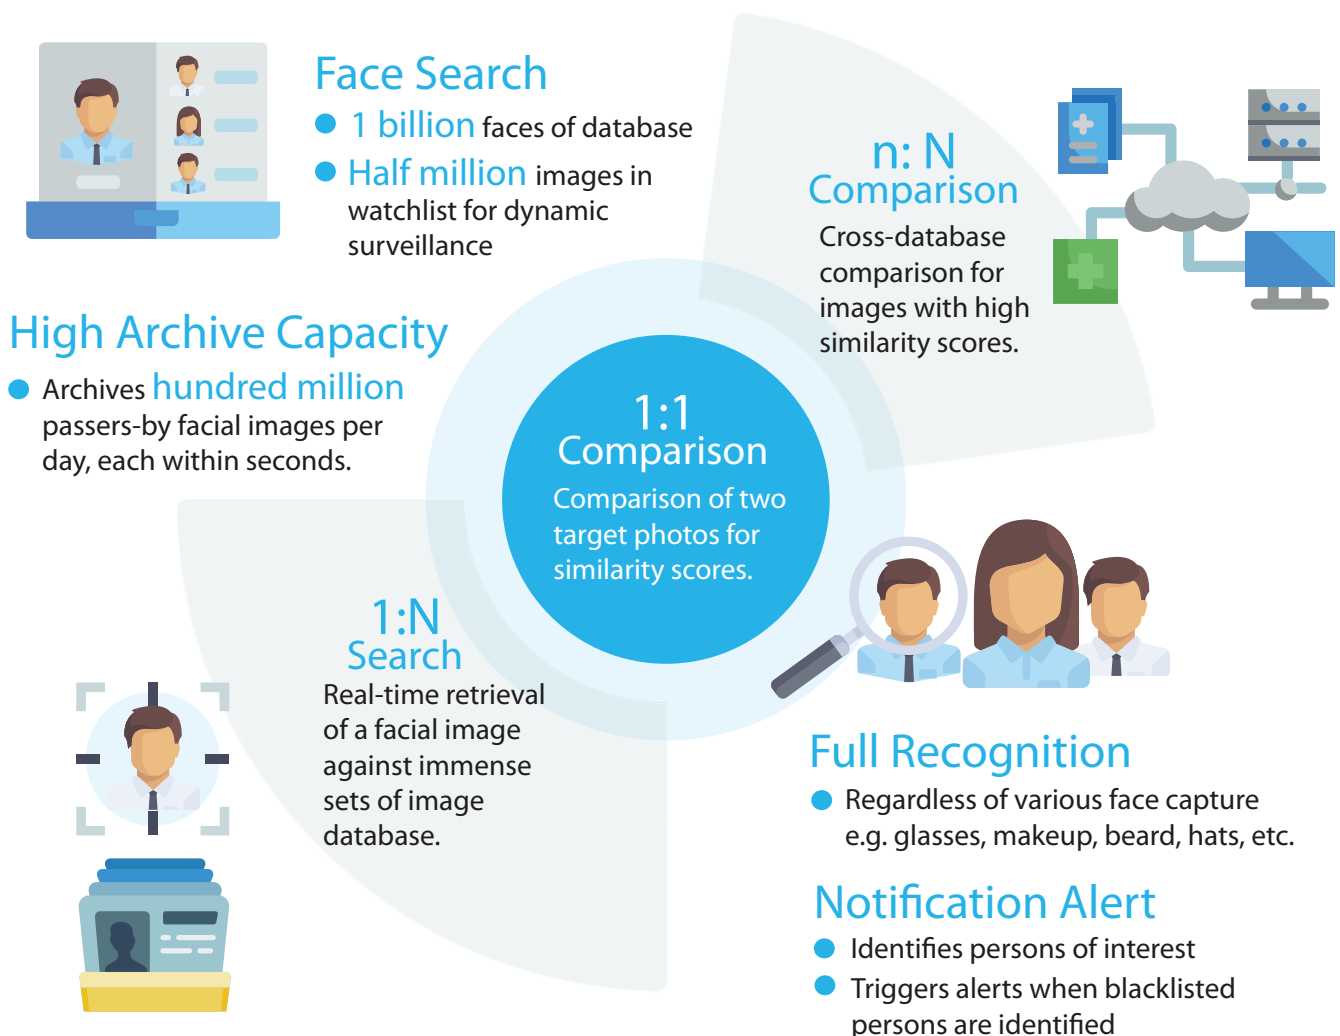 Face Search
1 billion faces of database
Half million images in
watchlist for dynamic
surveillance
High Archive Capacity
Archives hundred million
passers-by facial images per
day, each within seconds.
n: N
Comparison
Cross-database
comparison for
images with high
similarity scores.
1:1
Comparison
Comparison of two
target photos for
similarity scores.
1:N
Search
Real-time retrieval
of a facial image
against immense
sets of image
database.
Full Recognition
Regardless of various face capture
e.g. glasses, makeup, beard, hats, etc.
Notification Alert
Identifies persons of interest
Triggers alerts when blacklisted
persons are identified